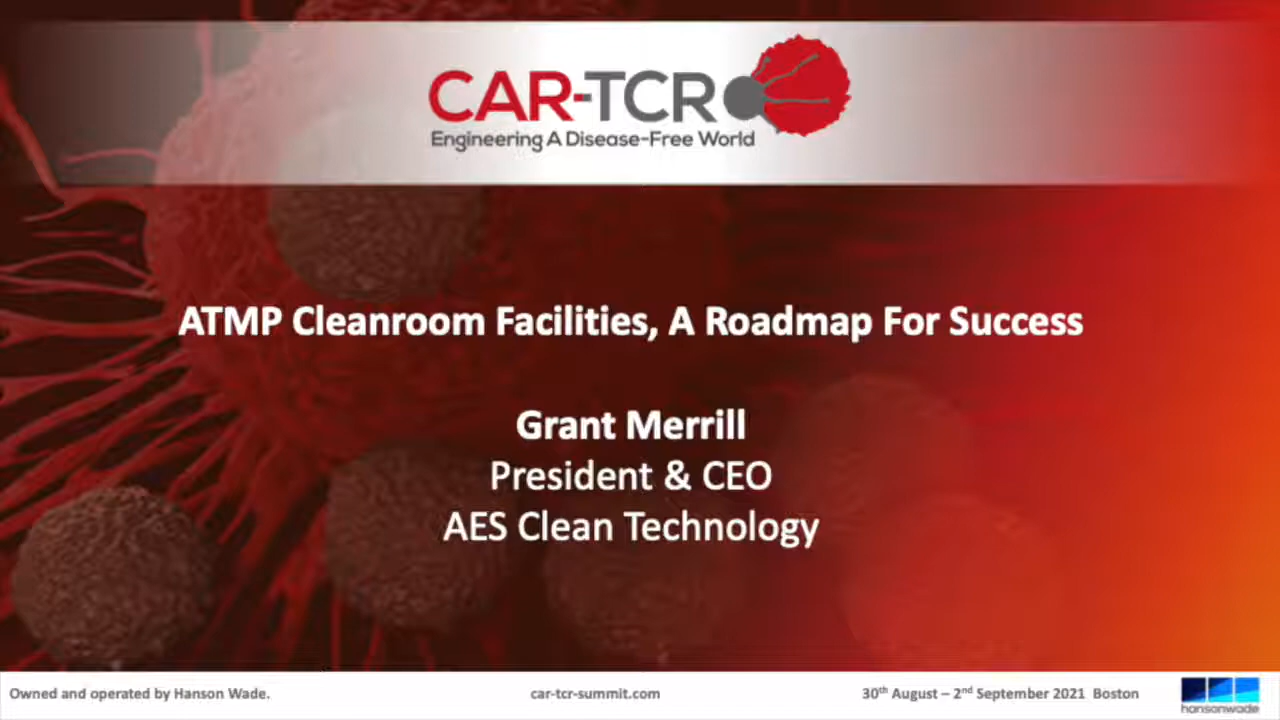 CAR-TCR
Engineering A Disease-Free World
ATMP Cleanroom Facilities, A Roadmap For Success
Grant Merrill
President & CEO
AES Clean Technology
Owned and operated by Hanson Wade.
car-tcr-summit.com
30th August – 2nd September 2021 Boston
hansonwade